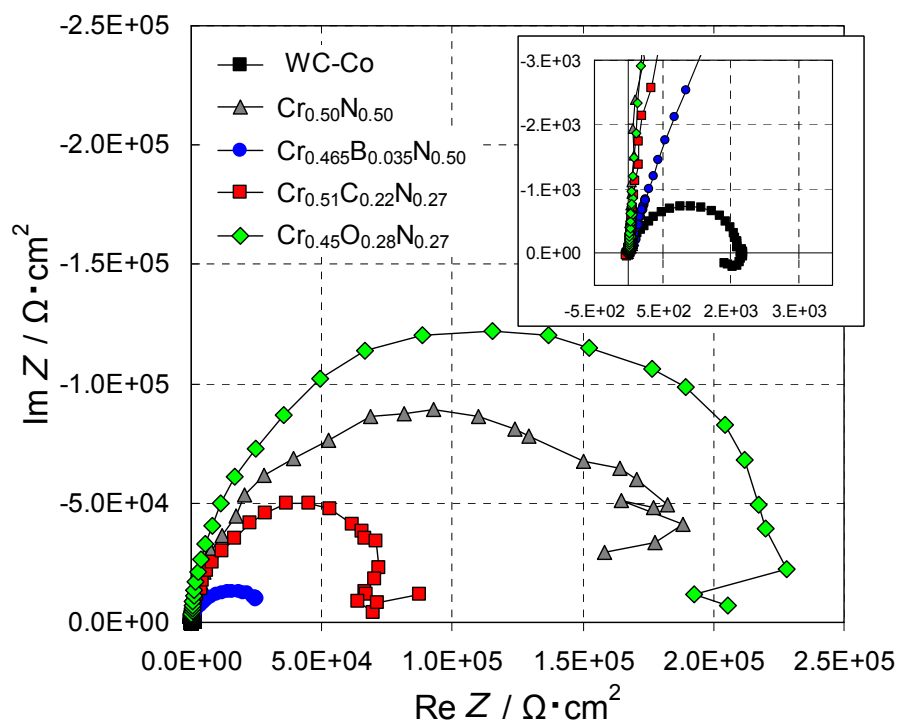 -2.5E+05
-2.0E+05
-1.5E+05
-1.0E+05
-5.0E+04
0.0E+00
Im Z / Ω·cm²
WC-Co
Cr₀.₅₀N₀.₅₀
Cr₀.₄₆₅B₀.₀₃₅N₀.₅₀
Cr₀.₅₁C₀.₂₂N₀.₂₇
Cr₀.₄₅O₀.₂₈N₀.₂₇
-3.E+03
-2.E+03
-1.E+03
0.E+00
-5.E+02 5.E+02 2.E+03 3.E+03
0.0E+00 5.0E+04 1.0E+05 1.5E+05 2.0E+05 2.5E+05
Re Z / Ω·cm²